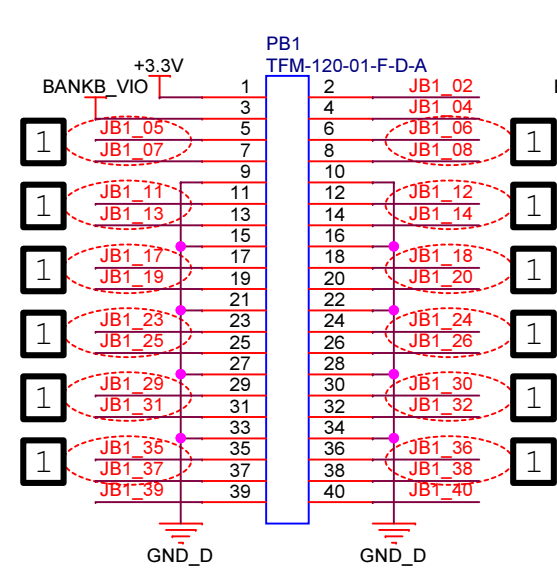 PB1
+3.3V TFM-120-01-F-D-A
BANKB_VIO 1 2 JB1_02
3 4 JB1_04
1 JB1_05 5 6 JB1_06 1
JB1_07 7 8 JB1_08
9 10
1 JB1_11 11 12 JB1_12 1
JB1_13 13 14 JB1_14
15 16
1 JB1_17 17 18 JB1_18 1
JB1_19 19 20 JB1_20
21 22
1 JB1_23 23 24 JB1_24 1
JB1_25 25 26 JB1_26
27 28
1 JB1_29 29 30 JB1_30 1
JB1_31 31 32 JB1_32
33 34
1 JB1_35 35 36 JB1_36 1
JB1_37 37 38 JB1_38
JB1_39 39 40 JB1_40
GND_D GND_D